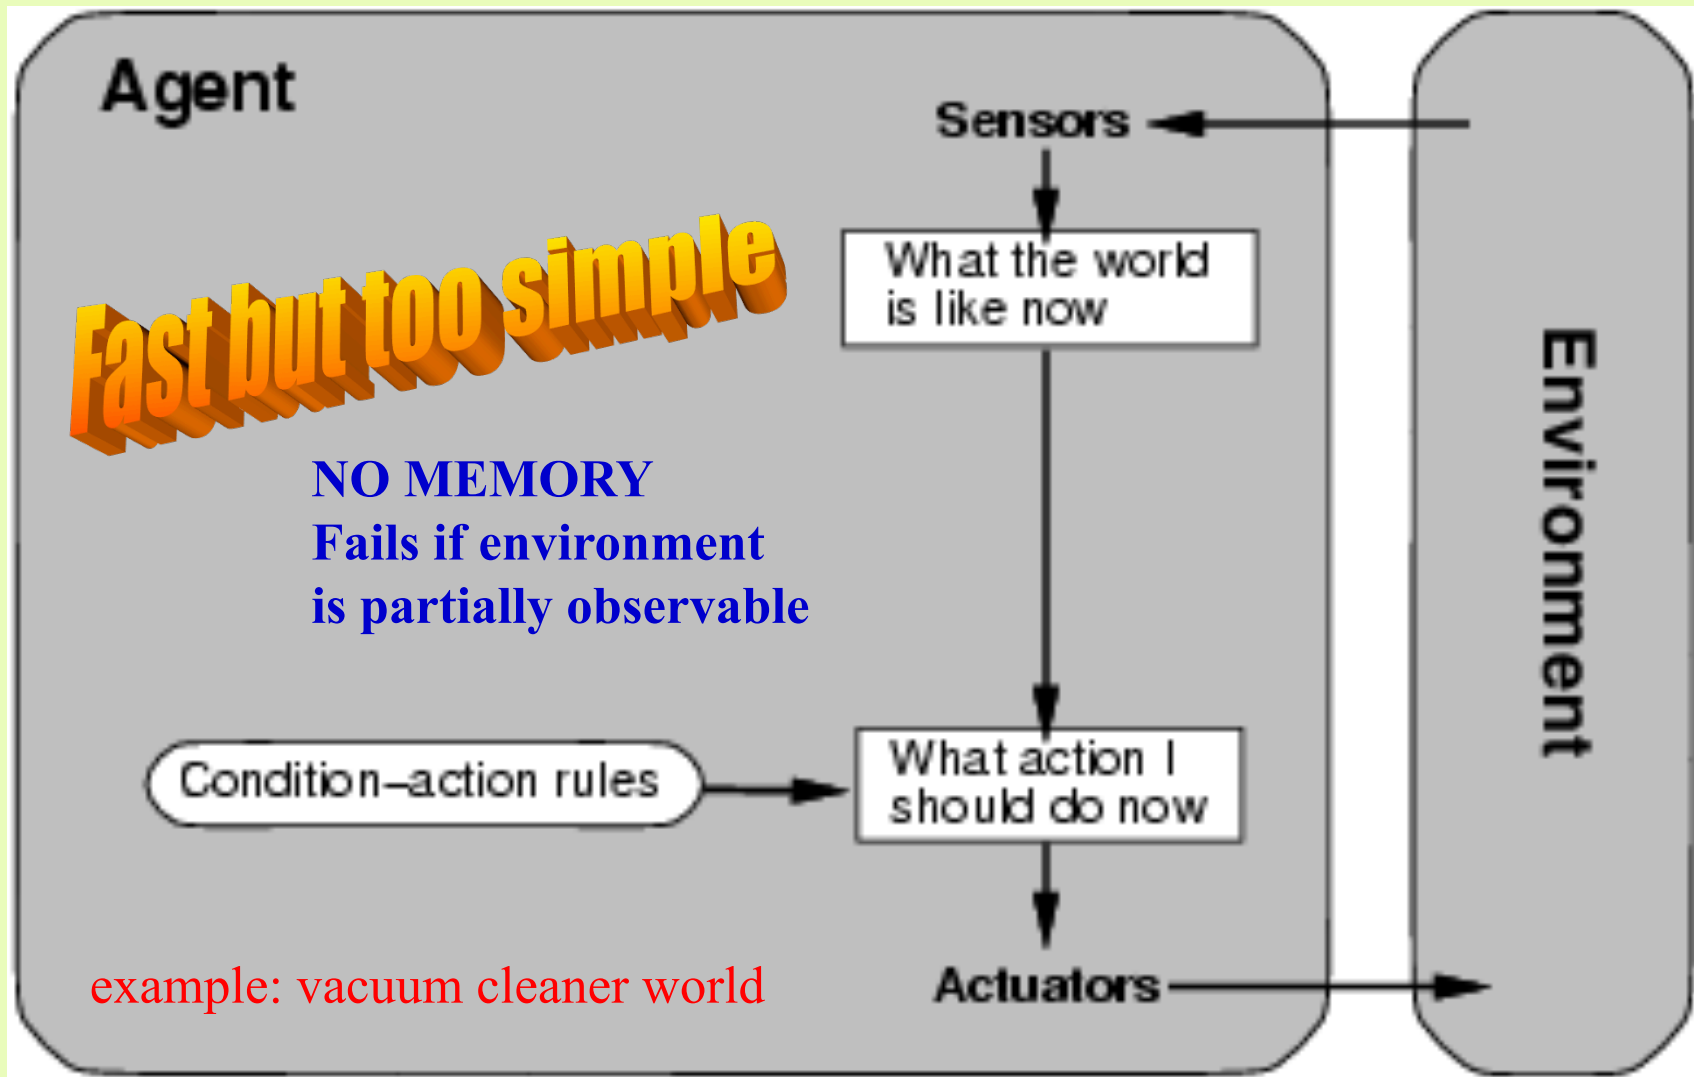 Agent
Sensors
What the world
is like now
Fast but too simple
NO MEMORY
Fails if environment
is partially observable
Environment
Condition–action rules
What action I
should do now
example: vacuum cleaner world
Actuators